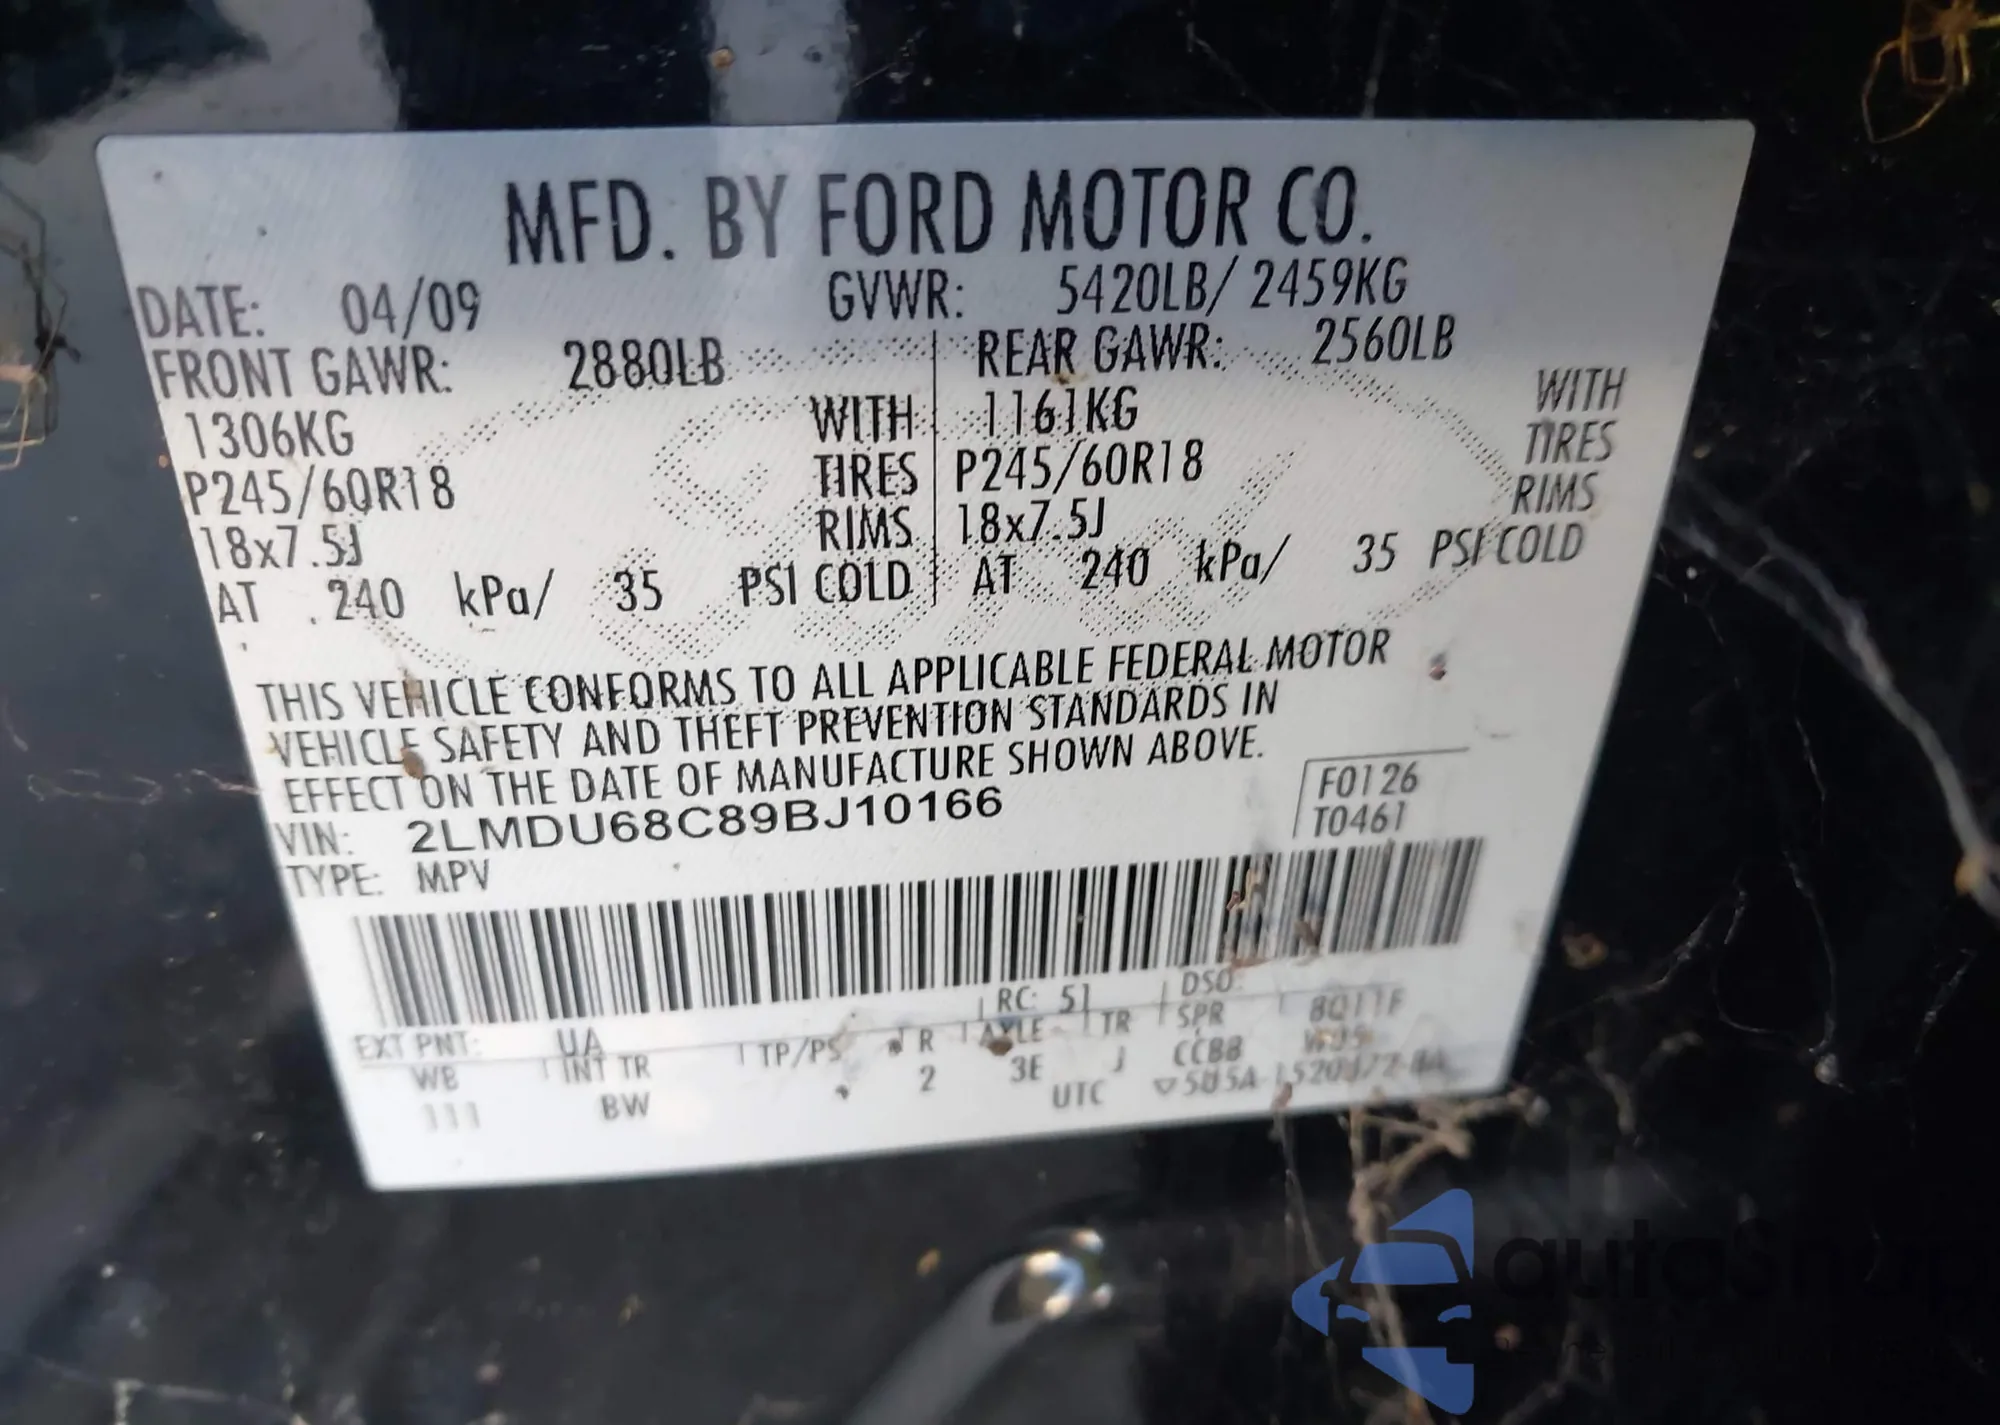 MFD. BY FORD MOTOR CO.
DATE: 04/09 GVWR: 5420LB/ 2459KG
FRONT GAWR: 2880LB REAR GAWR: 2560LB
1306KG WITH 1161KG WITH
P245/60R18 TIRES P245/60R18 TIRES
18x7.5J RIMS 18x7.5J RIMS
AT 240 kPa/ 35 PSI COLD AT 240 kPa/ 35 PSI COLD
THIS VEHICLE CONFORMS TO ALL APPLICABLE FEDERAL MOTOR
VEHICLE SAFETY AND THEFT PREVENTION STANDARDS IN
EFFECT ON THE DATE OF MANUFACTURE SHOWN ABOVE.
VIN: 2LMDU68C89BJ10166
F0126
T0461
TYPE: MPV
EXT PNT: UA RC: 51 DSO:
WB INT TR TP/PS R AXLE TR SPR
111 BW 2 3E J CCBB
UTC
autoSho